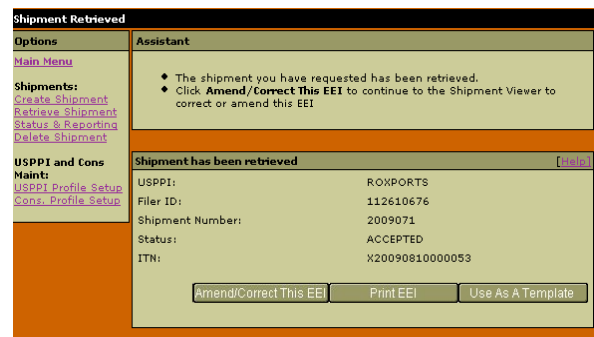 Shipment Retrieved
Options
Main Menu
Shipments:
Create Shipment
Retrieve Shipment
Status & Reporting
Delete Shipment
USPPI and Cons
Maint:
USPPI Profile Setup
Cons. Profile Setup
Assistant
◆ The shipment you have requested has been retrieved.
◆ Click Amend/Correct This EEI to continue to the Shipment Viewer to
correct or amend this EEI
Shipment has been retrieved [Help]
USPPI: ROXPORTS
Filer ID: 112610676
Shipment Number: 2009071
Status: ACCEPTED
ITN: X20090810000053
Amend/Correct This EEI Print EEI Use As A Template